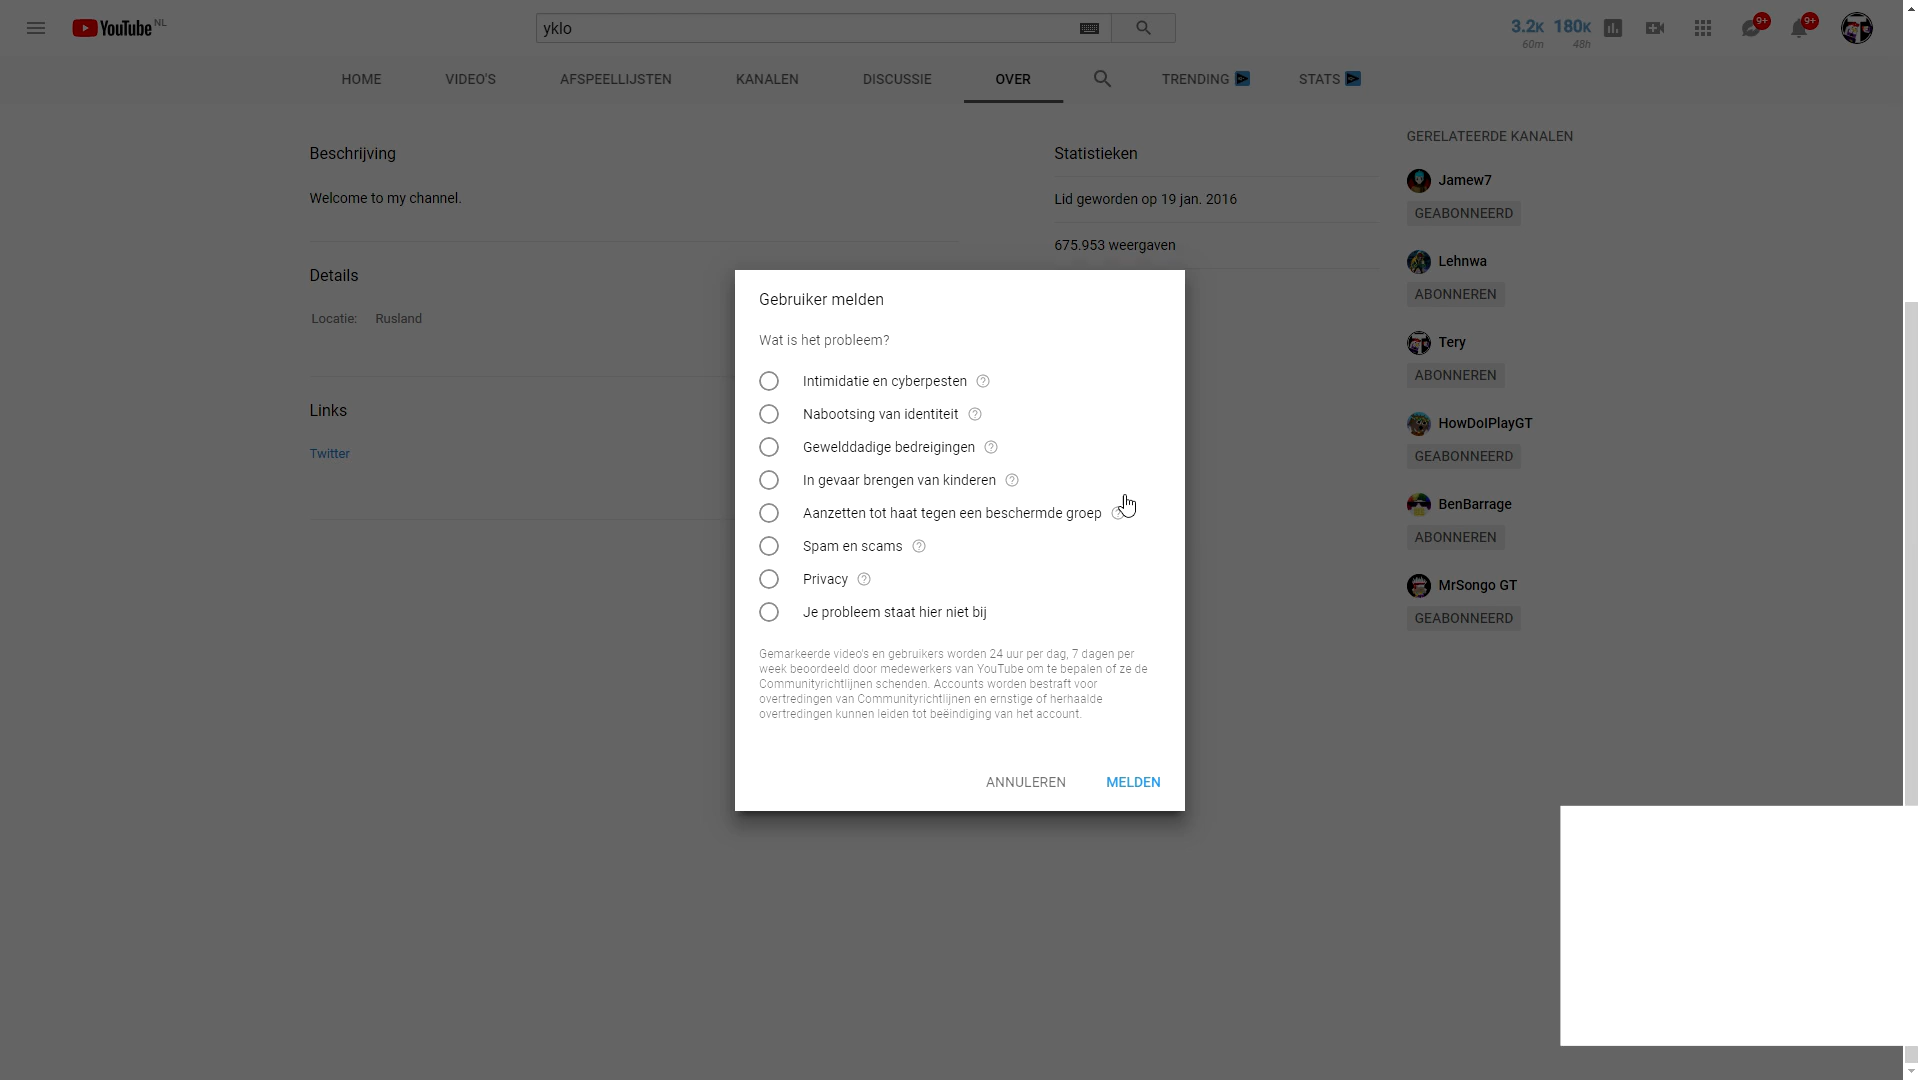 YouTube NL
yklo
3.2K 180K
60m 48h
9+
9+
HOME VIDEO'S AFSPEELLIJSTEN KANALEN DISCUSSIE OVER TRENDING STATS
Beschrijving
Welcome to my channel.
Details
Locatie: Rusland
Links
Twitter
Statistieken
Lid geworden op 19 jan. 2016
675.953 weergaven
GERELATEERDE KANALEN
Jamew7
GEABONNEERD
Lehnwa
ABONNEREN
Tery
ABONNEREN
HowDoIPlayGT
GEABONNEERD
BenBarrage
ABONNEREN
MrSongo GT
GEABONNEERD
Gebruiker melden
Wat is het probleem?
Intimidatie en cyberpesten
Nabootsing van identiteit
Gewelddadige bedreigingen
In gevaar brengen van kinderen
Aanzetten tot haat tegen een beschermde groep
Spam en scams
Privacy
Je probleem staat hier niet bij
Gemarkeerde video's en gebruikers worden 24 uur per dag, 7 dagen per
week beoordeeld door medewerkers van YouTube om te bepalen of ze de
Communityrichtlijnen schenden. Accounts worden bestraft voor
overtredingen van Communityrichtlijnen en ernstige of herhaalde
overtredingen kunnen leiden tot beëindiging van het account.
ANNULEREN MELDEN